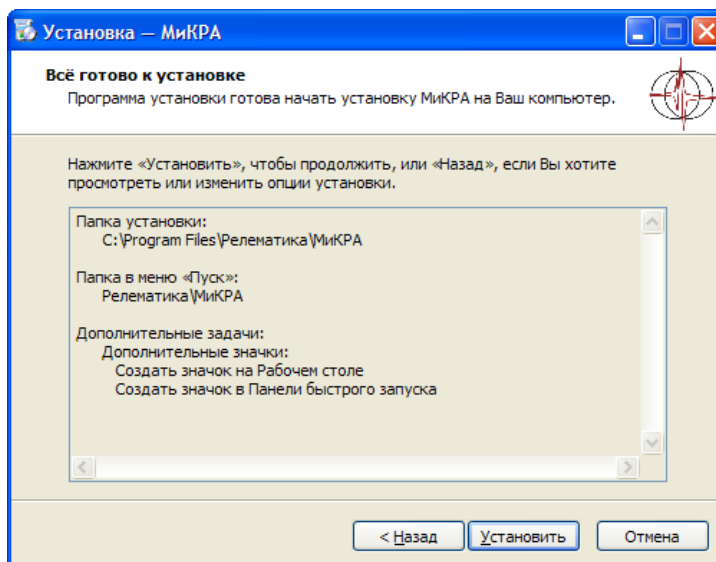 Установка — МиКРА
Всё готово к установке
Программа установки готова начать установку МиКРА на Ваш компьютер.
Нажмите «Установить», чтобы продолжить, или «Назад», если Вы хотите
просмотреть или изменить опции установки.
Папка установки:
C:\Program Files\Релематика\МиКРА
Папка в меню «Пуск»:
Релематика\МиКРА
Дополнительные задачи:
Дополнительные значки:
Создать значок на Рабочем столе
Создать значок в Панели быстрого запуска
< Назад
Установить
Отмена